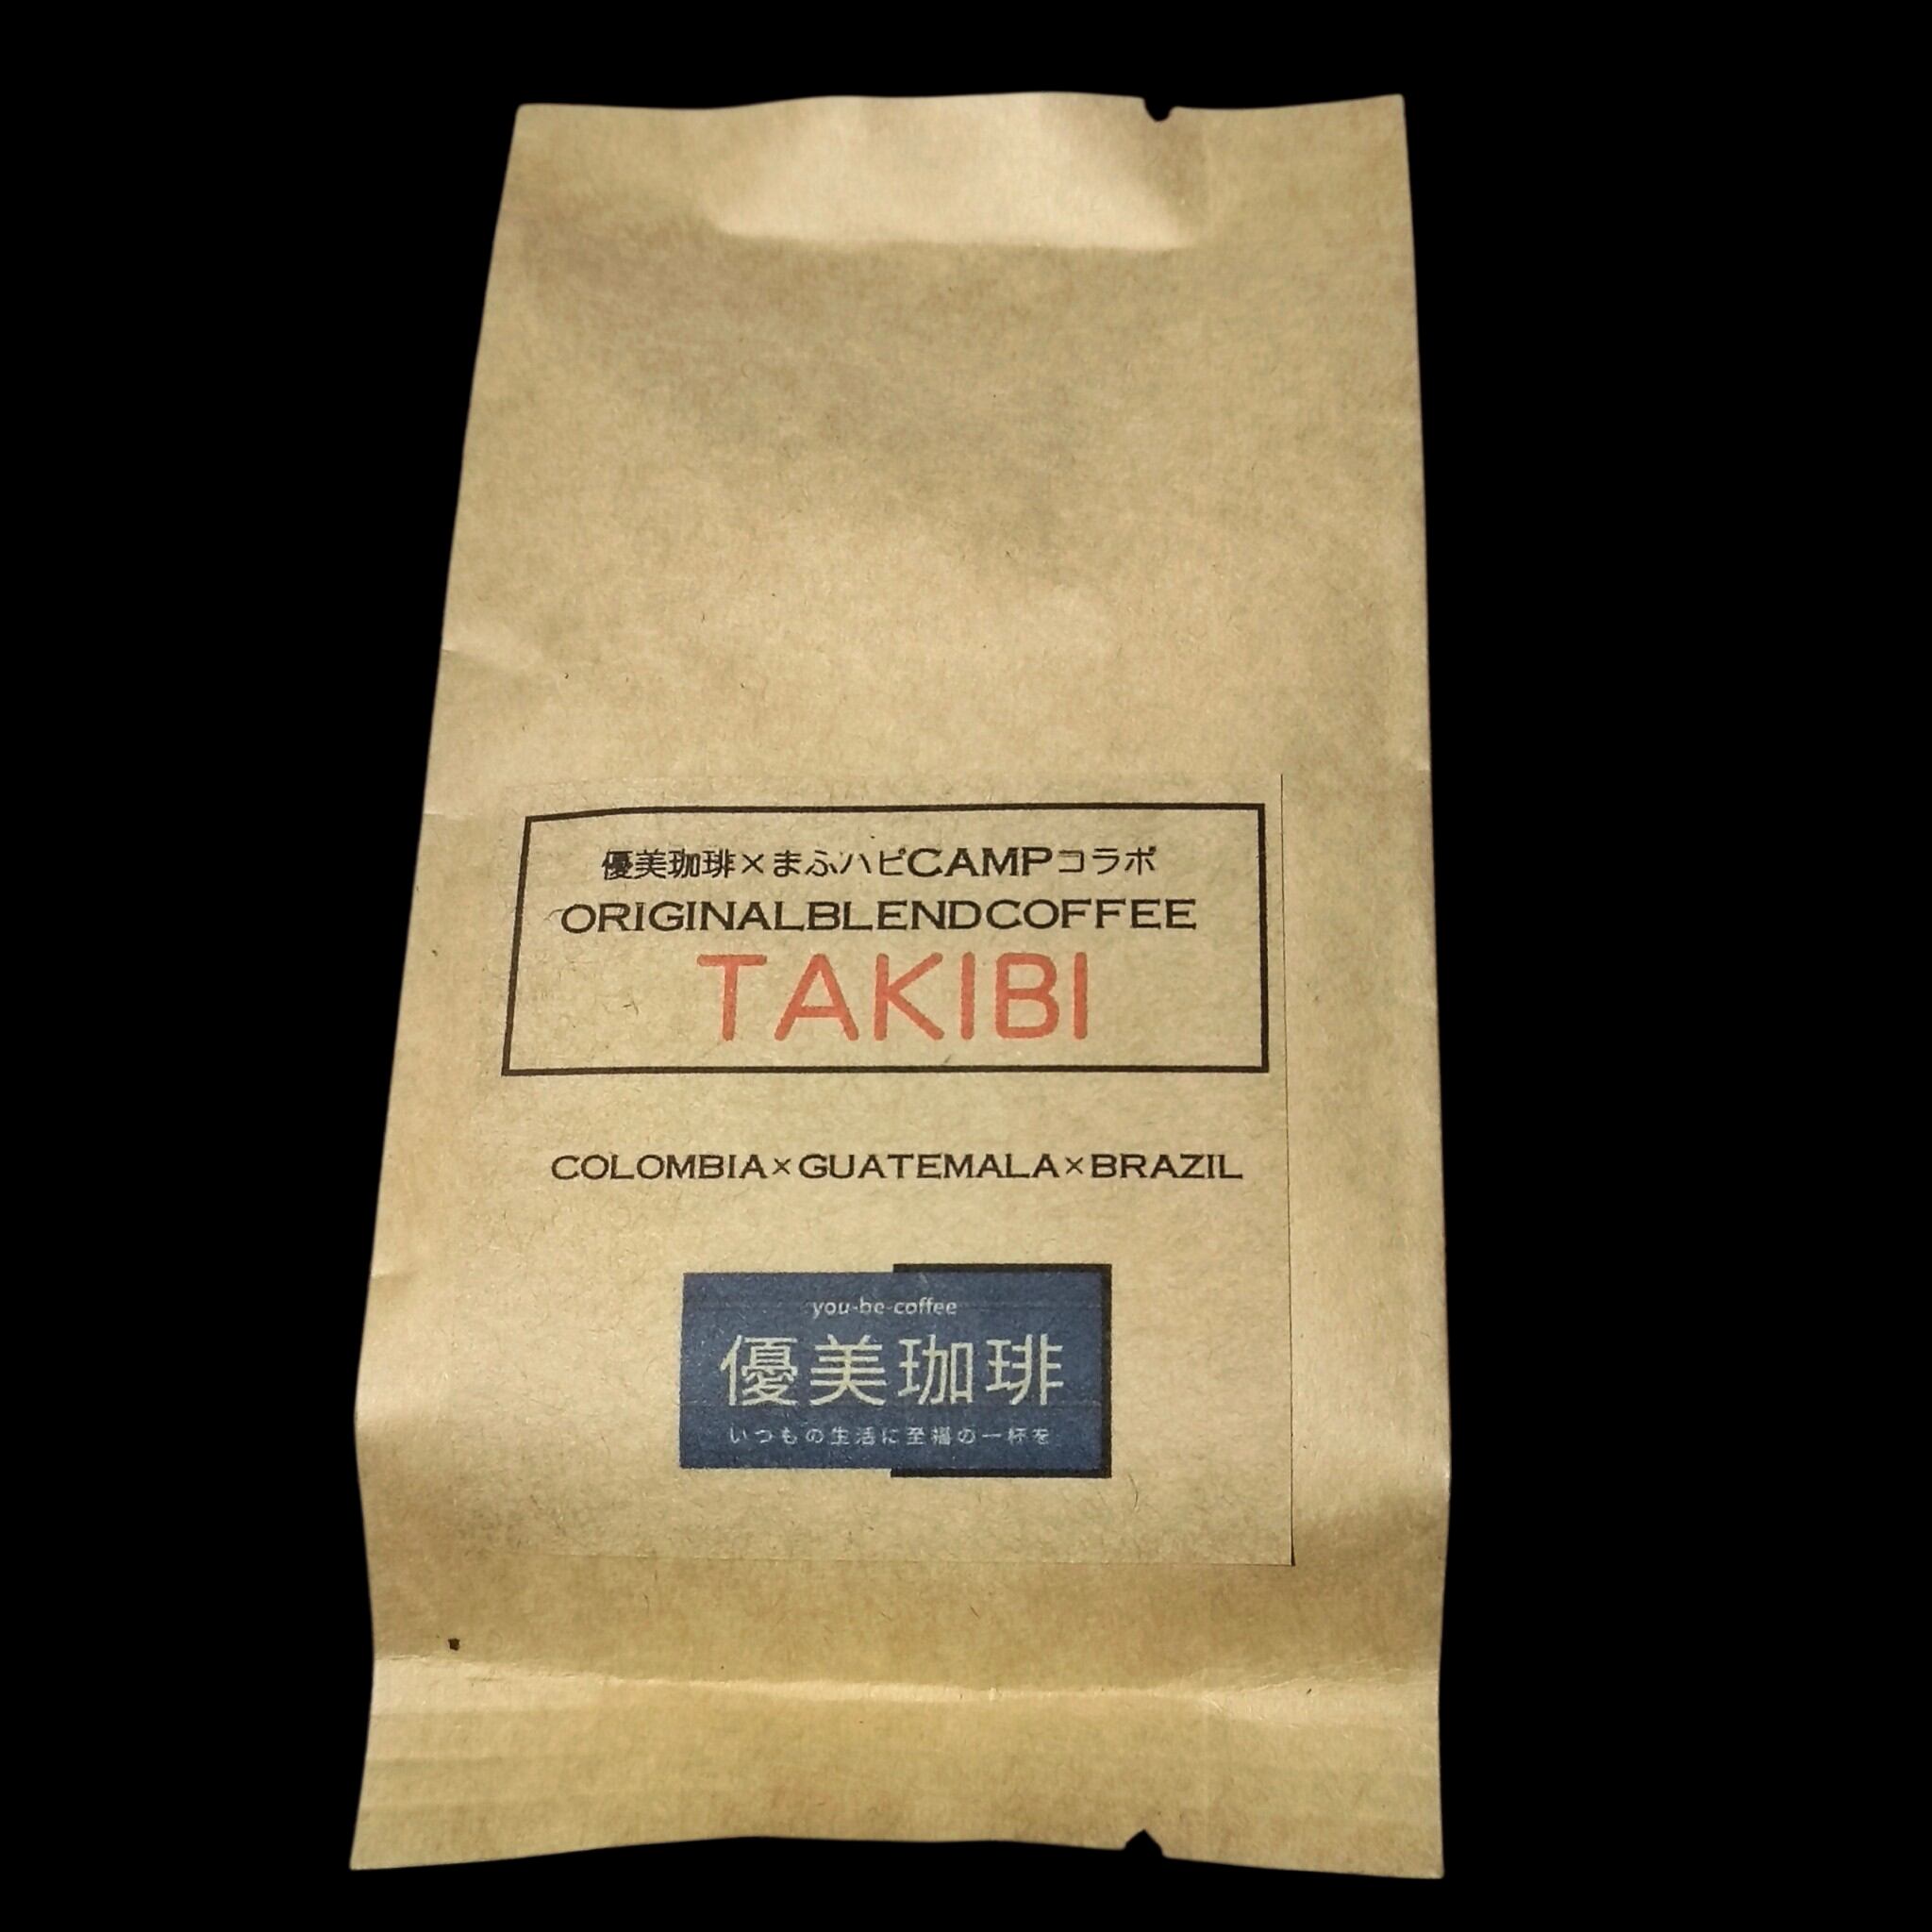 優美珈琲×まふハピCAMPコラボ
ORIGINALBLENDCOFFEE
TAKIBI
COLOMBIA×GUATEMALA×BRAZIL
you-be-coffee
優美珈琲
いつもの生活に至福の一杯を